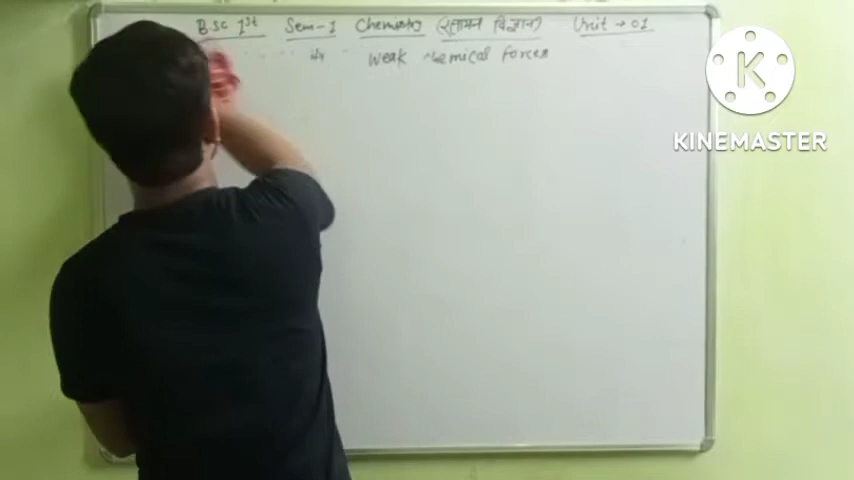 B.SC 1St Sem-1 Chemistry (रसायन विज्ञान) Unit → 01
weak chemical forces
K
KINEMASTER